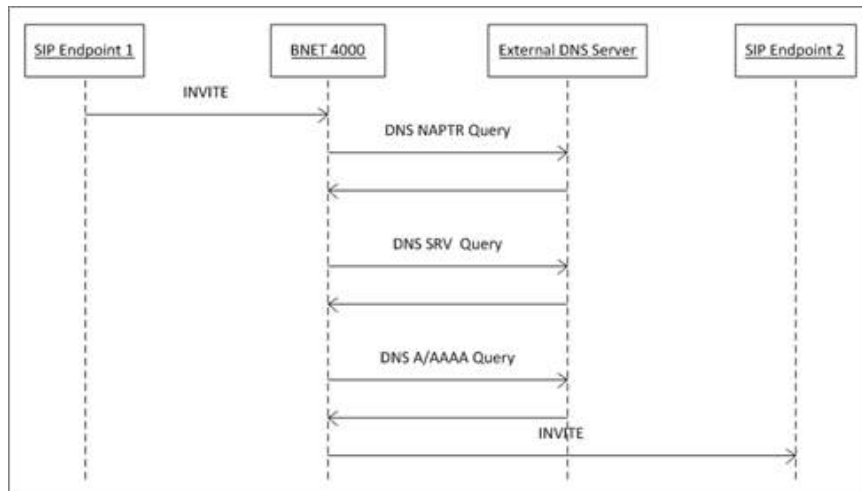 SIP Endpoint 1
BNET 4000
External DNS Server
SIP Endpoint 2
INVITE
DNS NAPTR Query
DNS SRV  Query
DNS A/AAAA Query
INVITE